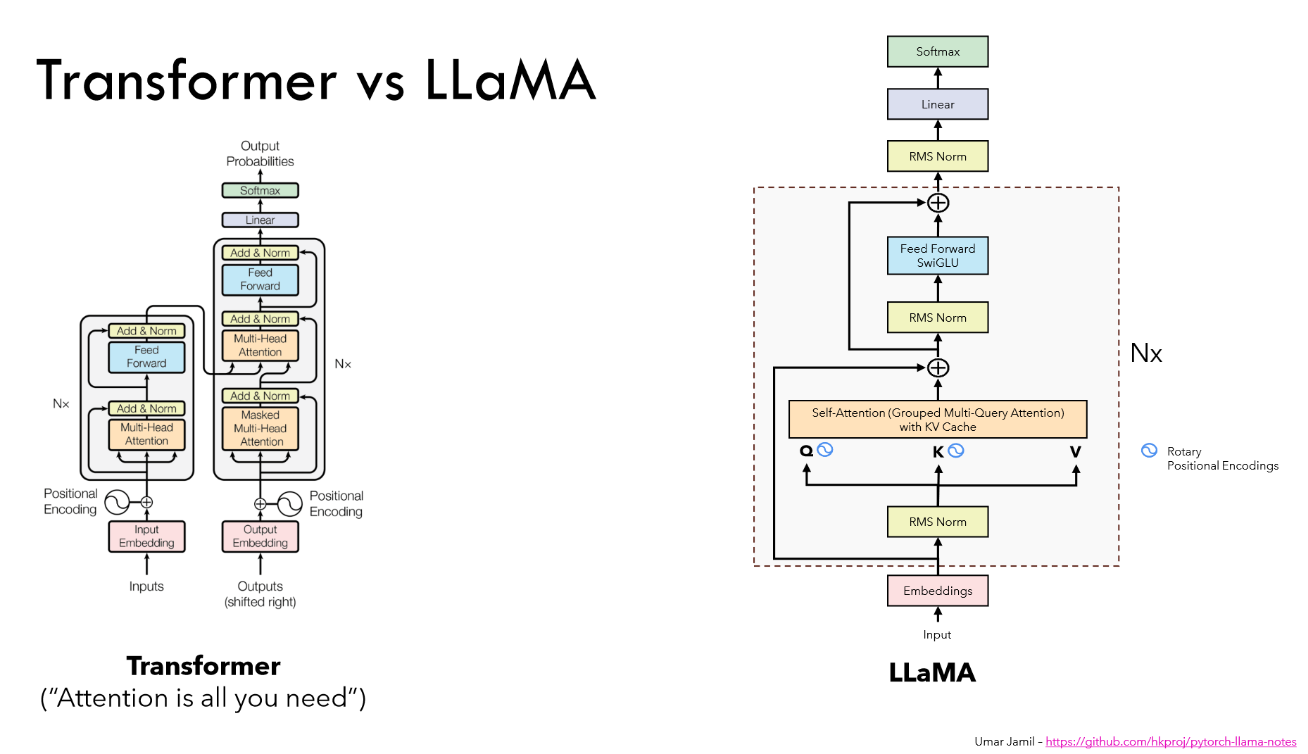 Transformer vs LLaMA
Output
Probabilities
Softmax
Linear
Add & Norm
Feed
Forward
Add & Norm
Multi-Head
Attention
Add & Norm
Masked
Multi-Head
Attention
Nx
Add & Norm
Feed
Forward
Nx
Add & Norm
Multi-Head
Attention
Positional
Encoding
Positional
Encoding
Input
Embedding
Output
Embedding
Inputs
Outputs
(shifted right)
Transformer
(“Attention is all you need”)
Softmax
Linear
RMS Norm
Feed Forward
SwiGLU
RMS Norm
Nx
Self-Attention (Grouped Multi-Query Attention)
with KV Cache
Q
K
V
Rotary
Positional Encodings
RMS Norm
Embeddings
Input
LLaMA
Umar Jamil – https://github.com/hkproj/pytorch-llama-notes